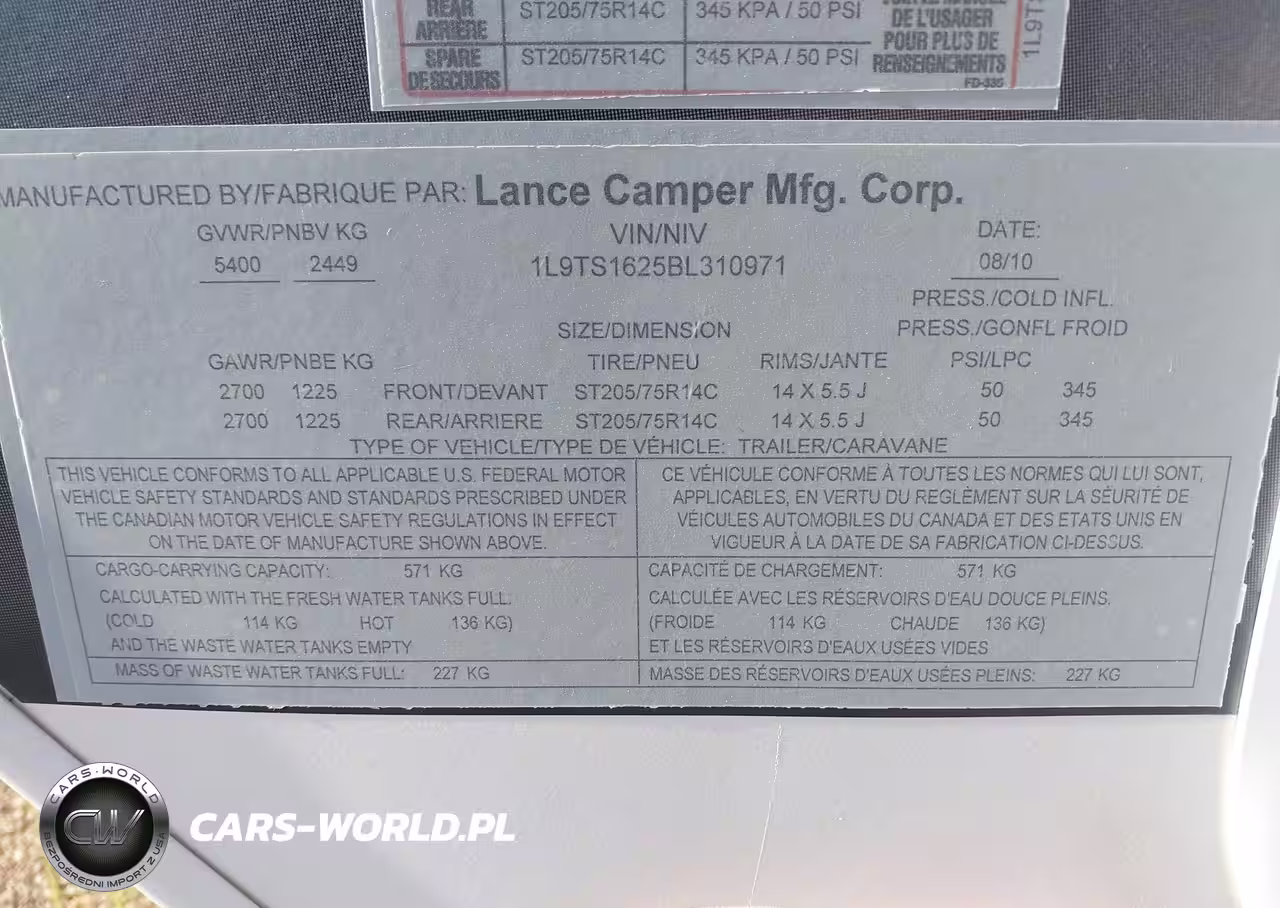 REAR ST205/75R14C 345 KPA / 50 PSI
ARRIÈRE DE L'USAGER
POUR PLUS DE
SPARE ST205/75R14C 345 KPA / 50 PSI RENSEIGNEMENTS
DE SECOURS
1L9TS
MANUFACTURED BY/FABRIQUE PAR: Lance Camper Mfg. Corp.
GVWR/PNBV KG VIN/NIV DATE:
5400 2449 1L9TS1625BL310971 08/10
PRESS./COLD INFL.
SIZE/DIMENSION PRESS./GONFL FROID
GAWR/PNBE KG TIRE/PNEU RIMS/JANTE PSI/LPC
2700 1225 FRONT/DEVANT ST205/75R14C 14 X 5.5 J 50 345
2700 1225 REAR/ARRIERE ST205/75R14C 14 X 5.5 J 50 345
TYPE OF VEHICLE/TYPE DE VÉHICULE: TRAILER/CARAVANE
THIS VEHICLE CONFORMS TO ALL APPLICABLE U.S. FEDERAL MOTOR
VEHICLE SAFETY STANDARDS AND STANDARDS PRESCRIBED UNDER
THE CANADIAN MOTOR VEHICLE SAFETY REGULATIONS IN EFFECT
ON THE DATE OF MANUFACTURE SHOWN ABOVE.
CE VÉHICULE CONFORME À TOUTES LES NORMES QUI LUI SONT,
APPLICABLES, EN VERTU DU REGLÈMENT SUR LA SÉURITÉ DE
VÉICULES AUTOMOBILES DU CANADA ET DES ETATS UNIS EN
VIGUEUR À LA DATE DE SA FABRICATION CI-DESSUS.
CARGO-CARRYING CAPACITY: 571 KG
CALCULATED WITH THE FRESH WATER TANKS FULL.
(COLD 114 KG HOT 136 KG)
AND THE WASTE WATER TANKS EMPTY
MASS OF WASTE WATER TANKS FULL: 227 KG
CAPACITÉ DE CHARGEMENT: 571 KG
CALCULÉE AVEC LES RÉSERVOIRS D'EAU DOUCE PLEINS.
(FROIDE 114 KG CHAUDE 136 KG)
ET LES RÉSERVOIRS D'EAUX USÉES VIDES
MASSE DES RÉSERVOIRS D'EAUX USÉES PLEINS: 227 KG
CARS-WORLD
CW
BEZPOŚREDNI IMPORT Z USA
CARS-WORLD.PL